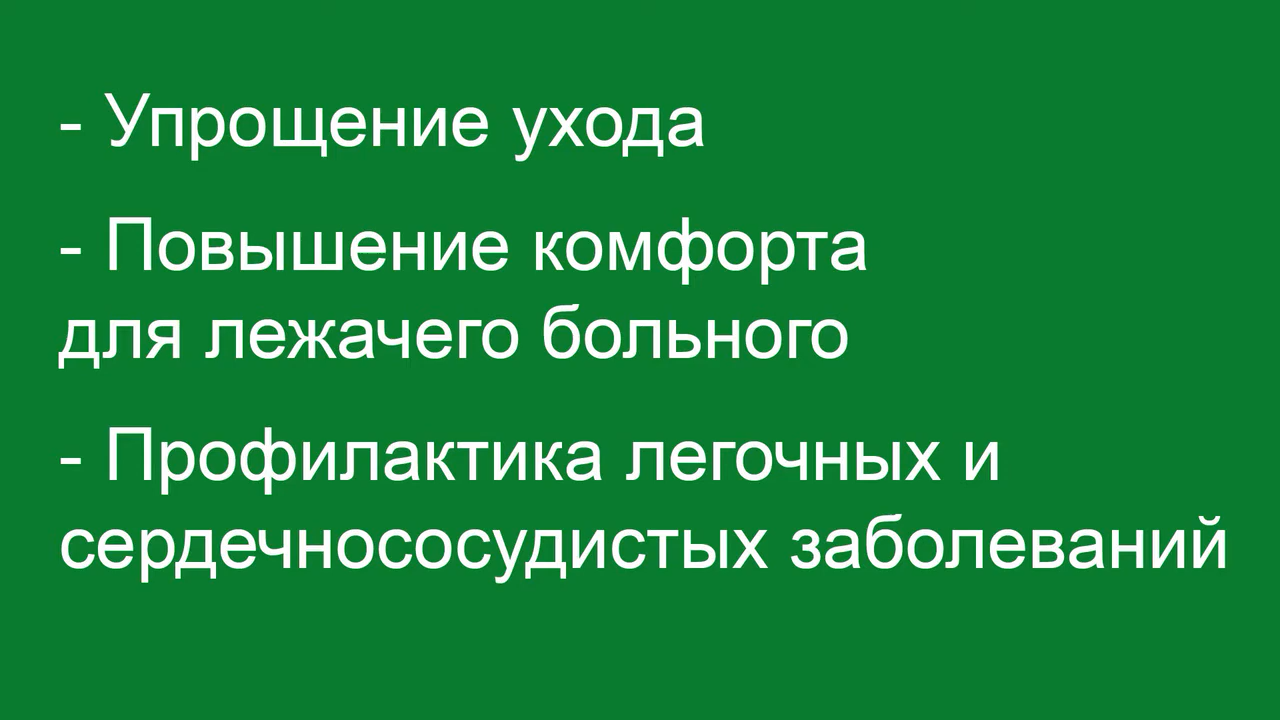 - Упрощение ухода
- Повышение комфорта
для лежачего больного
- Профилактика легочных и
сердечнососудистых заболеваний